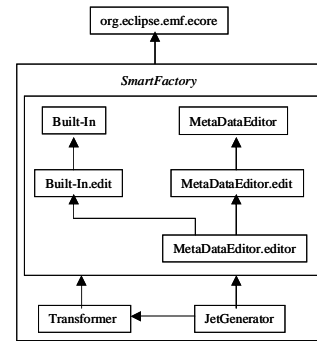 org.eclipse.emf.ecore
SmartFactory
Built-In
MetaDataEditor
Built-In.edit
MetaDataEditor.edit
MetaDataEditor.editor
Transformer
JetGenerator